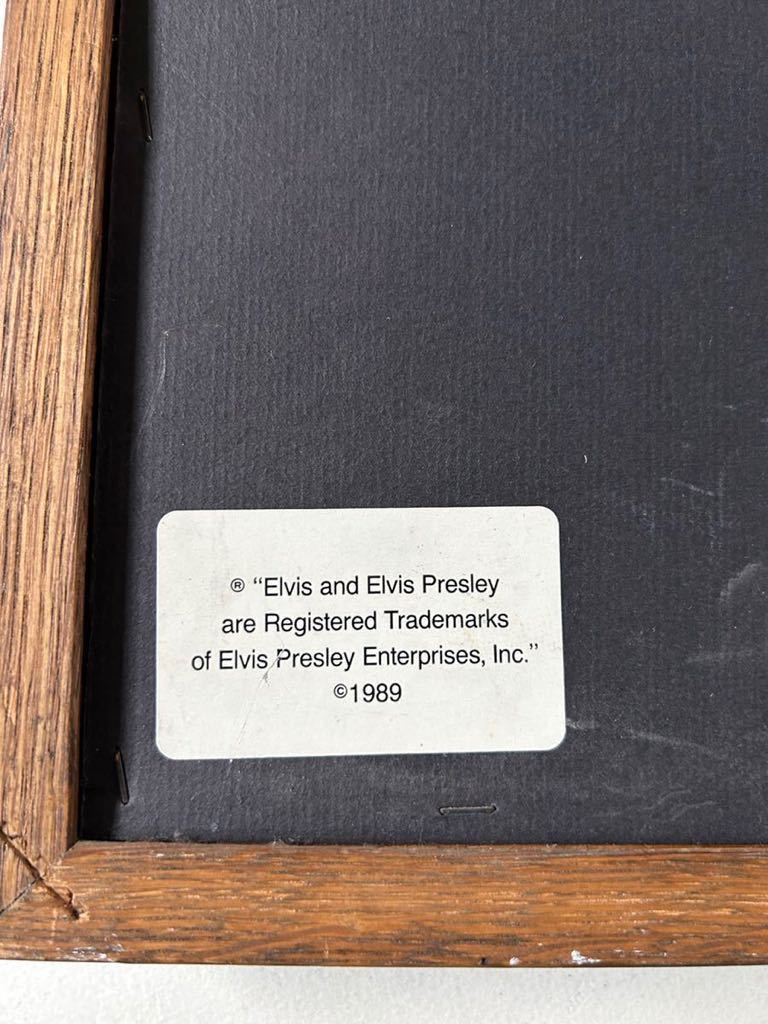 ® “Elvis and Elvis Presley
are Registered Trademarks
of Elvis Presley Enterprises, Inc.”
©1989